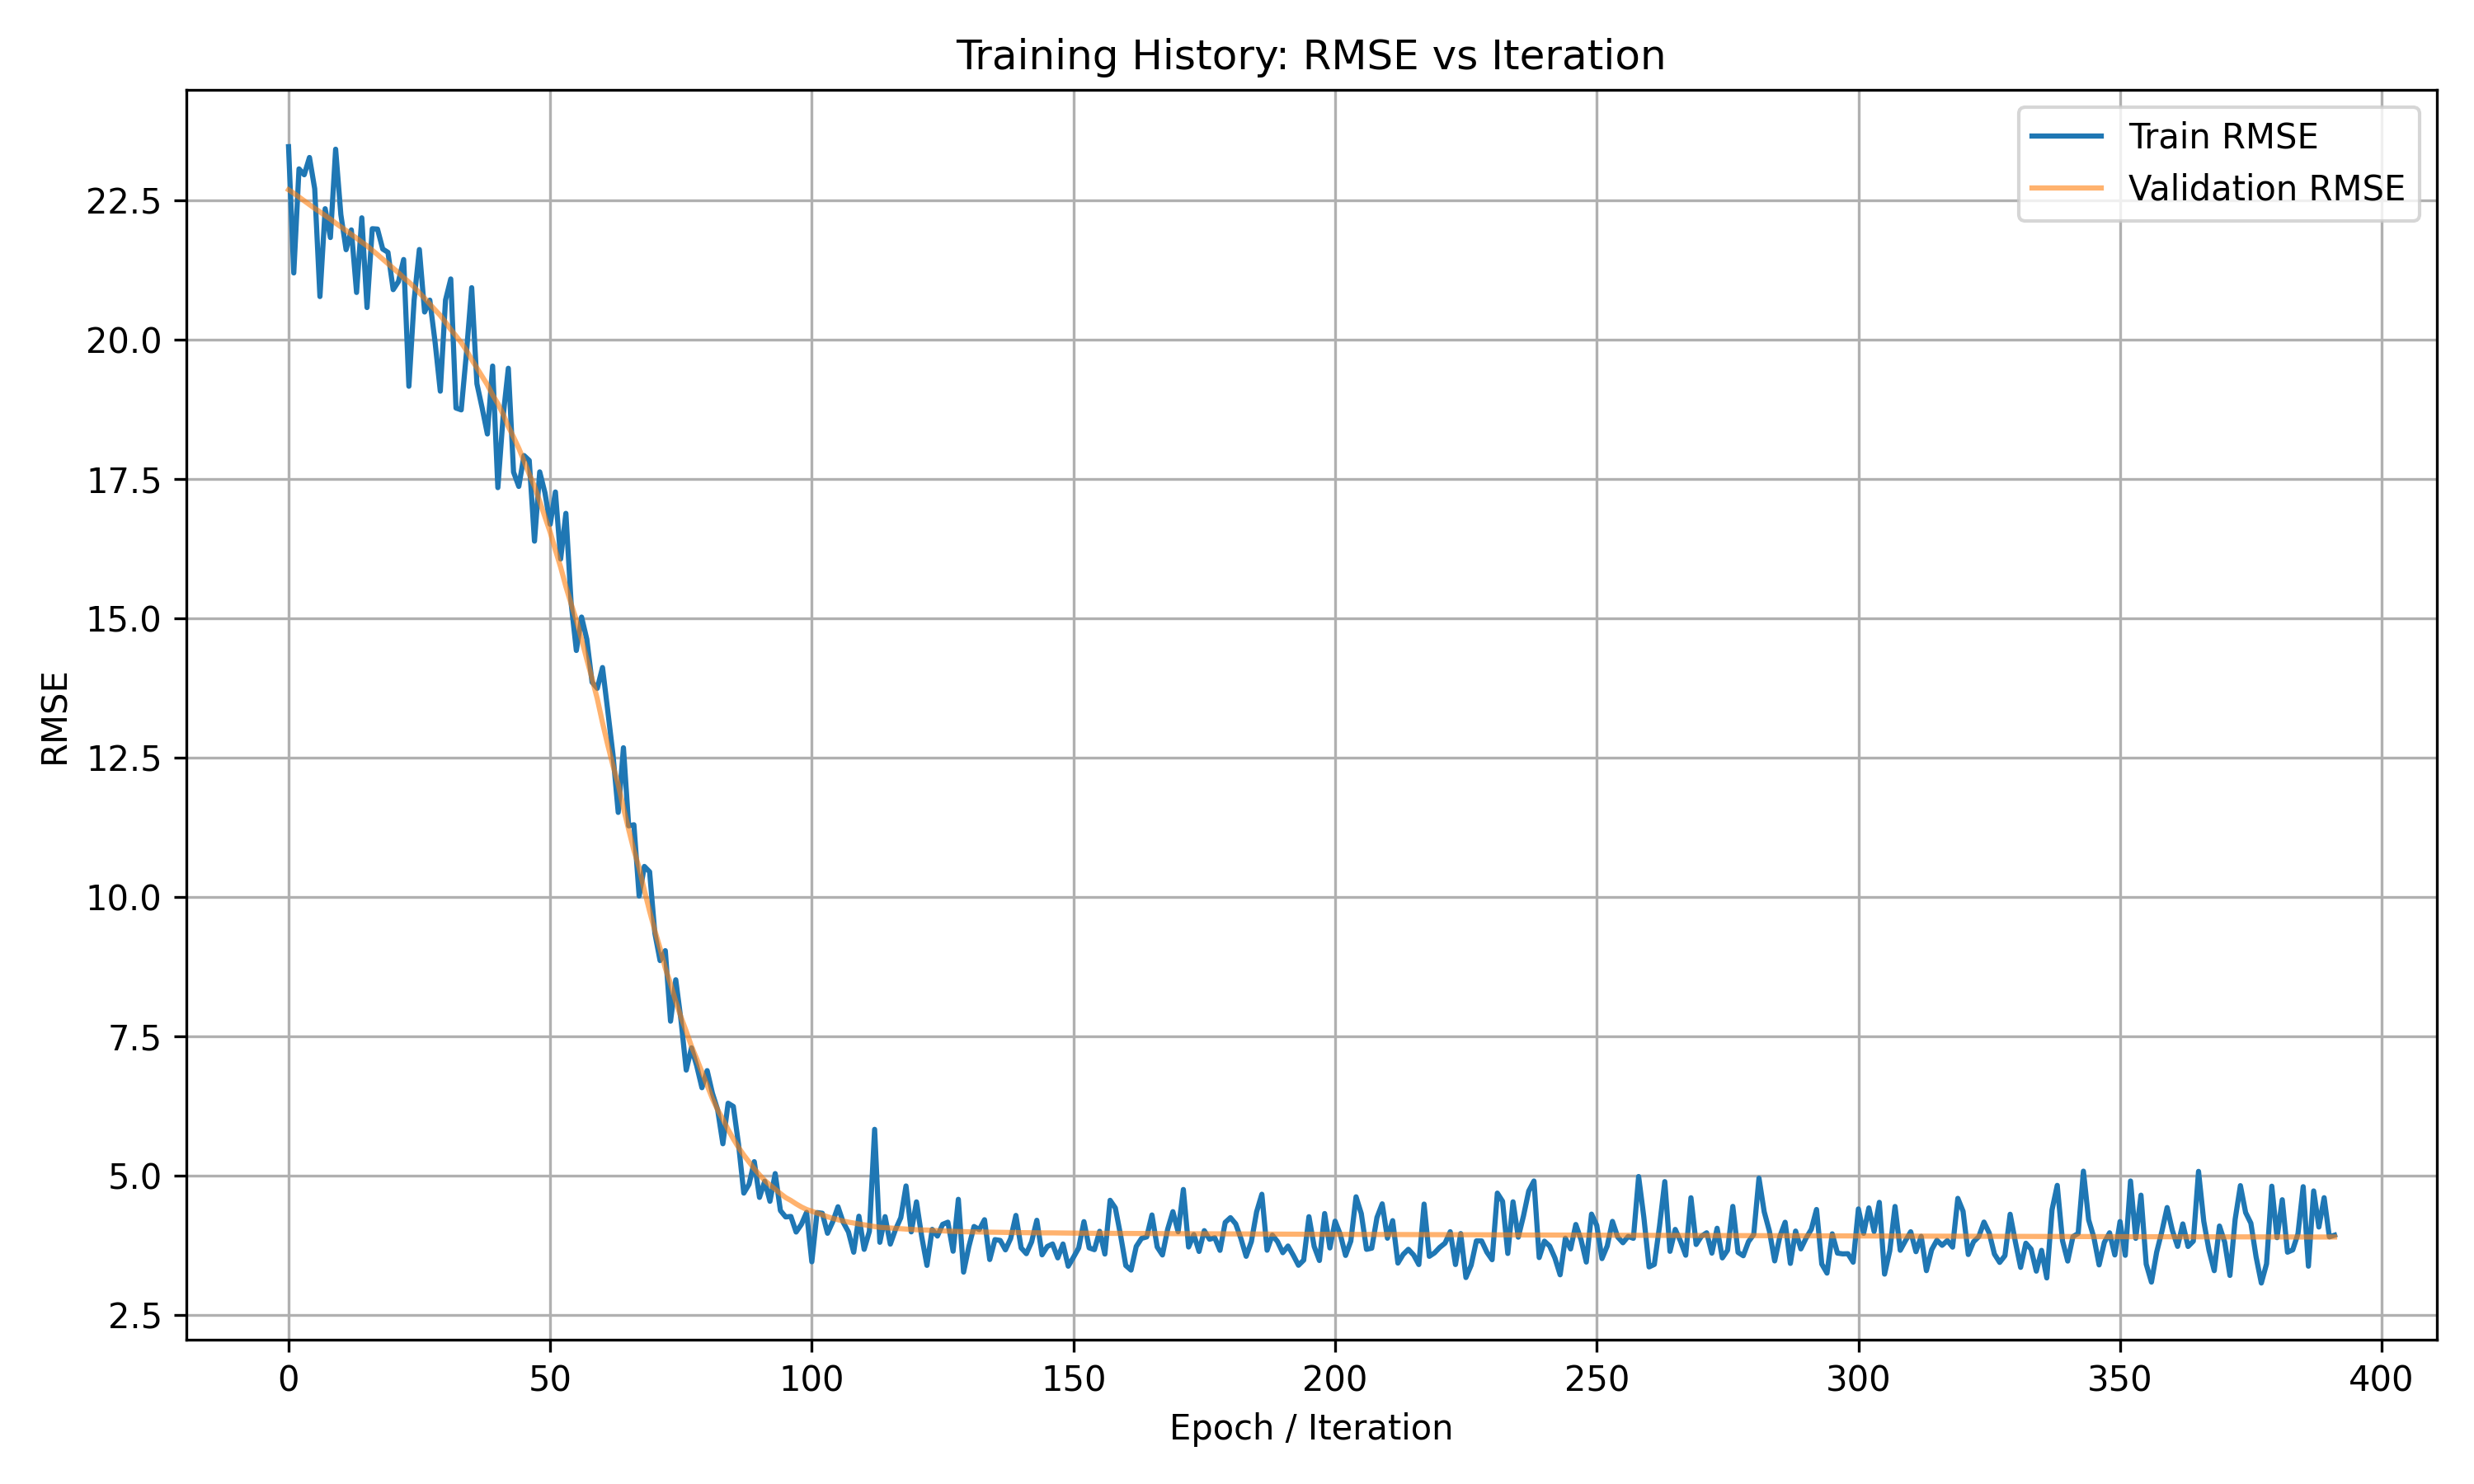 Training History: RMSE vs Iteration
Train RMSE
Validation RMSE
22.5
20.0
17.5
15.0
12.5
10.0
7.5
5.0
2.5
RMSE
0 50 100 150 200 250 300 350 400
Epoch / Iteration